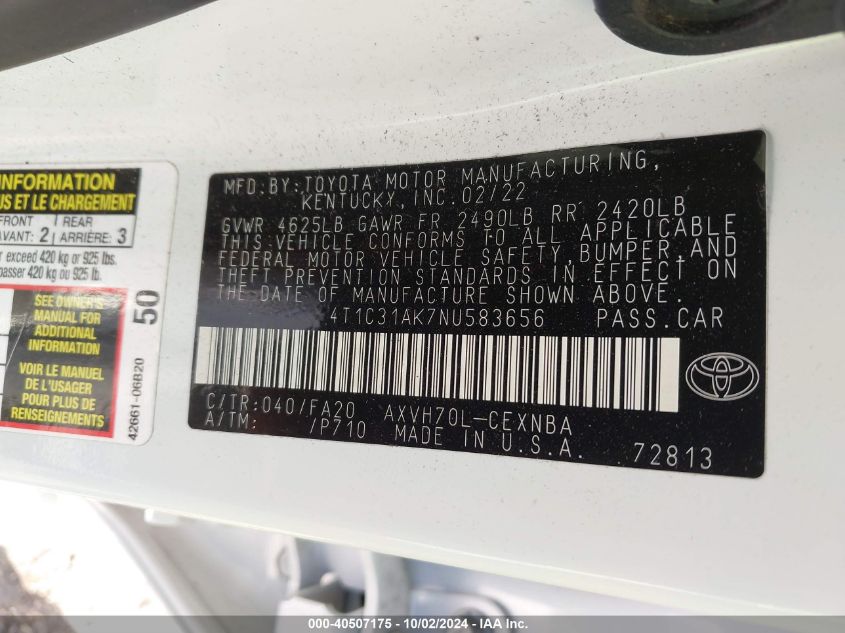 INFORMATION
US ET LE CHARGEMENT
FRONT REAR
AVANT: 2 ARRIÈRE: 3
exceed 420 kg or 925 lbs.
passer 420 kg ou 925 lb.
SEE OWNER'S
MANUAL FOR
ADDITIONAL
INFORMATION
VOIR LE MANUEL
DE L'USAGER
POUR PLUS DE
RENSEIGNEMENTS
50
42661-06B20
MFD. BY: TOYOTA MOTOR MANUFACTURING,
KENTUCKY, INC. 02/22
GVWR 4625LB GAWR FR 2490LB RR 2420LB
THIS VEHICLE CONFORMS TO ALL APPLICABLE
FEDERAL MOTOR VEHICLE SAFETY, BUMPER, AND
THEFT PREVENTION STANDARDS IN EFFECT ON
THE DATE OF MANUFACTURE SHOWN ABOVE.
4T1C31AK7NU583656 PASS. CAR
C/TR: 040/FA20 AXVH70L-CEXNBA
A/TM: /P710 MADE IN U.S.A.
72813
000-40507175 - 10/02/2024 - IAA Inc.